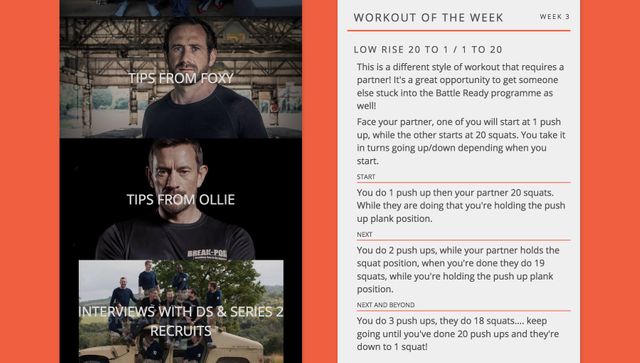 TIPS FROM FOXY
TIPS FROM OLLIE
BREAK-POI
INTERVIEWS WITH DS & SERIES 2
RECRUITS
WORKOUT OF THE WEEK
WEEK 3
LOW RISE 20 TO 1 / 1 TO 20
This is a different style of workout that requires a
partner! It's a great opportunity to get someone
else stuck into the Battle Ready programme as
well!
Face your partner, one of you will start at 1 push
up, while the other starts at 20 squats. You take it
in turns going up/down depending when you
start.
START
You do 1 push up then your partner 20 squats.
While they are doing that you're holding the push
up plank position.
NEXT
You do 2 push ups, while your partner holds the
squat position, when you're done they do 19
squats, while you're holding the push up plank
position.
NEXT AND BEYOND
You do 3 push ups, they do 18 squats.... keep
going until you've done 20 push ups and they're
down to 1 squat!